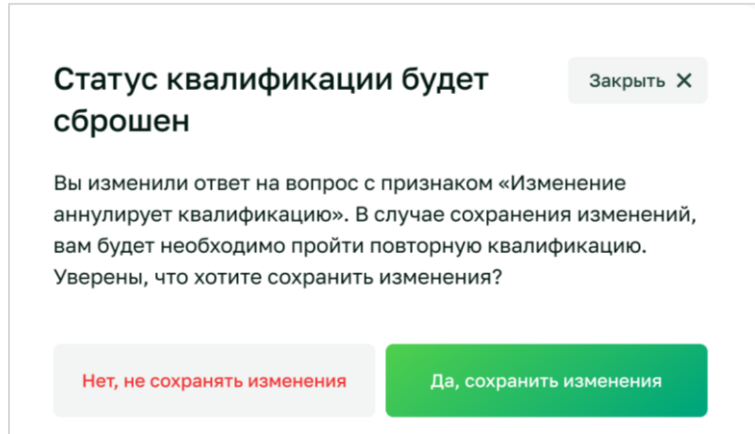 Статус квалификации будет
сброшен
Закрыть ✕
Вы изменили ответ на вопрос с признаком «Изменение
аннулирует квалификацию». В случае сохранения изменений,
вам будет необходимо пройти повторную квалификацию.
Уверены, что хотите сохранить изменения?
Нет, не сохранять изменения
Да, сохранить изменения